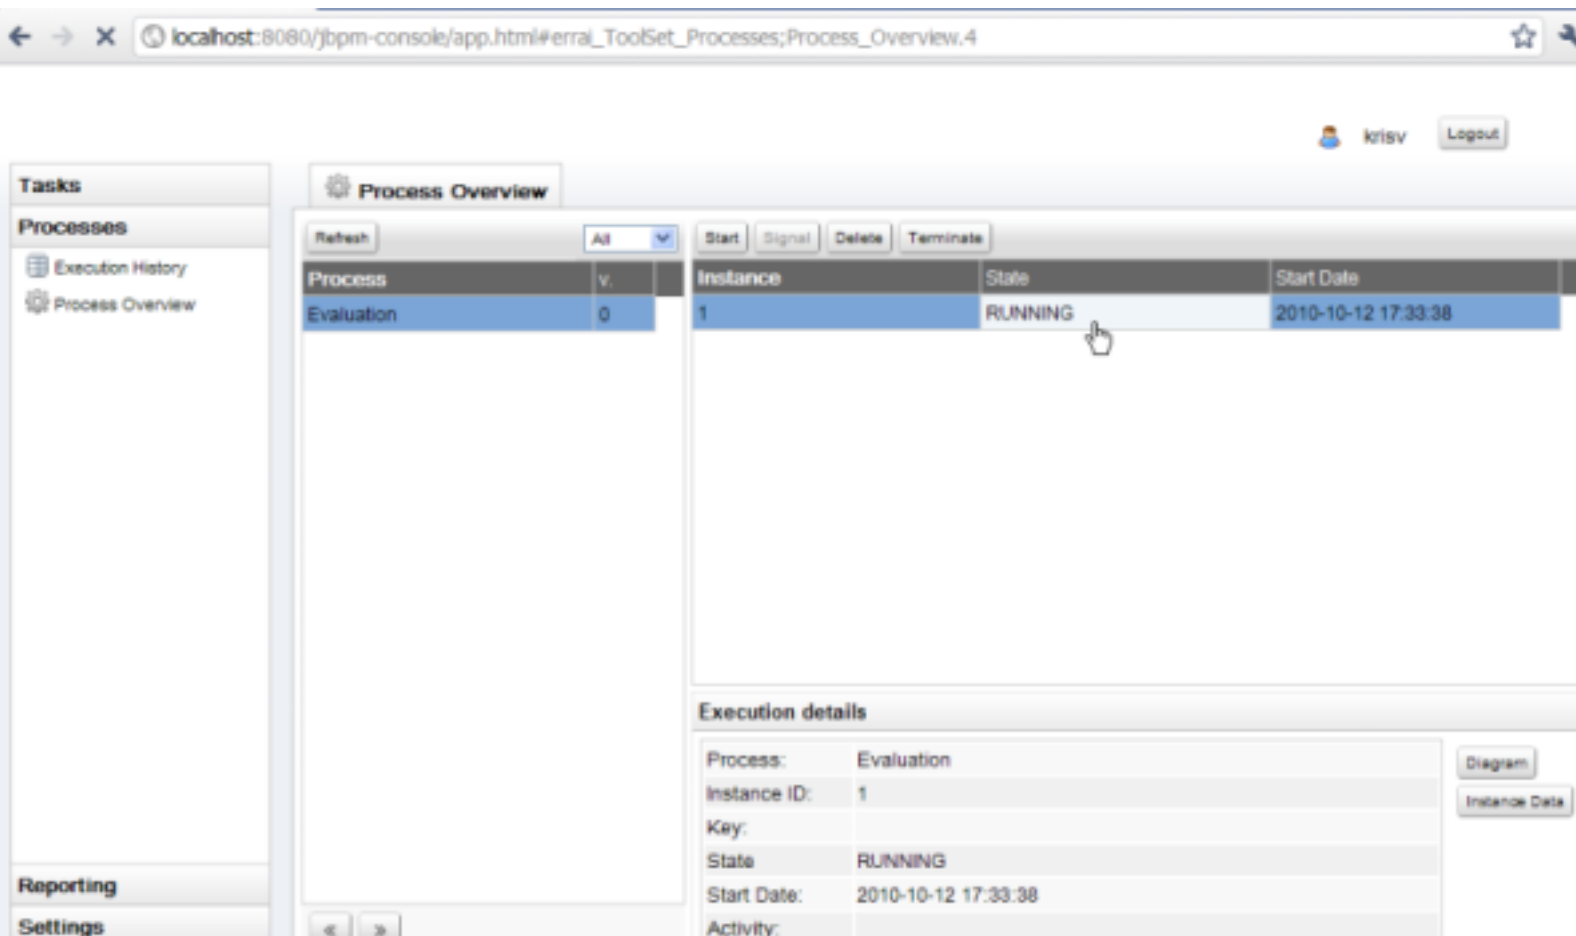 localhost:8080/jbpm-console/app.html#errai_ToolSet_Processes;Process_Overview.4
krisv Logout
Tasks
Processes
Execution History
Process Overview
Reporting
Settings
Process Overview
Refresh All
Process v.
Evaluation 0
« »
Start Signal Delete Terminate
Instance State Start Date
1 RUNNING 2010-10-12 17:33:38
Execution details
Process: Evaluation
Instance ID: 1
Key:
State RUNNING
Start Date: 2010-10-12 17:33:38
Activity:
Diagram
Instance Data